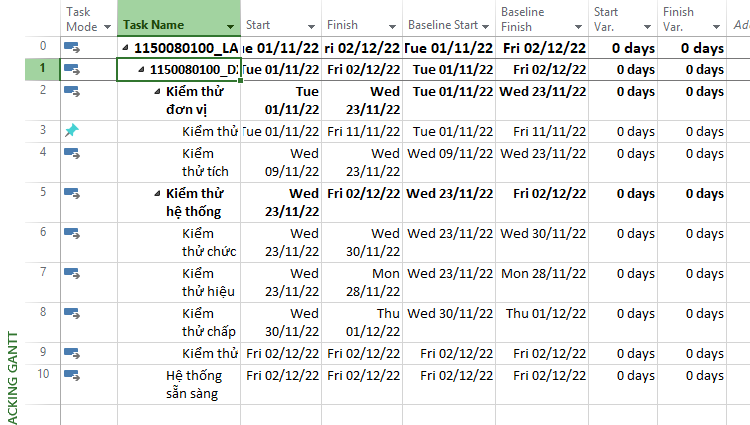 Task Mode Task Name Start Finish Baseline Start Baseline Finish Start Var. Finish Var.
0 1150080100_LA ue 01/11/22 ri 02/12/22 Tue 01/11/22 Fri 02/12/22 0 days 0 days
1 1150080100_D Tue 01/11/22 Fri 02/12/22 Tue 01/11/22 Fri 02/12/22 0 days 0 days
2 Kiểm thử đơn vị Tue 01/11/22 Wed 23/11/22 Tue 01/11/22 Wed 23/11/22 0 days 0 days
3 Kiểm thử Tue 01/11/22 Fri 11/11/22 Tue 01/11/22 Fri 11/11/22 0 days 0 days
4 Kiểm thử tích Wed 09/11/22 Wed 23/11/22 Wed 09/11/22 Wed 23/11/22 0 days 0 days
5 Kiểm thử hệ thống Wed 23/11/22 Fri 02/12/22 Wed 23/11/22 Fri 02/12/22 0 days 0 days
6 Kiểm thử chức Wed 23/11/22 Wed 30/11/22 Wed 23/11/22 Wed 30/11/22 0 days 0 days
7 Kiểm thử hiệu Wed 23/11/22 Mon 28/11/22 Wed 23/11/22 Mon 28/11/22 0 days 0 days
8 Kiểm thử chấp Wed 30/11/22 Thu 01/12/22 Wed 30/11/22 Thu 01/12/22 0 days 0 days
9 Kiểm thử Fri 02/12/22 Fri 02/12/22 Fri 02/12/22 Fri 02/12/22 0 days 0 days
10 Hệ thống sẵn sàng Fri 02/12/22 Fri 02/12/22 Fri 02/12/22 Fri 02/12/22 0 days 0 days
ACKING GANTT